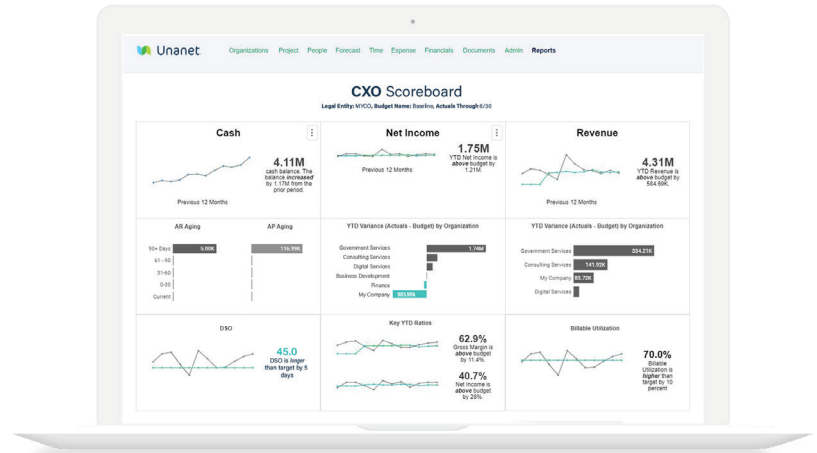 Unanet
Organizations Project People Forecast Time Expense Financials Documents Admin Reports
CXO Scoreboard
Legal Entity: MYCO, Budget Name: Baseline, Actuals Through 6/30
Cash
4.11M
cash balance. The
balance increased
by 1.17M from the
prior period.
Previous 12 Months
Net Income
1.75M
YTD Net Income is
above budget by
1.21M.
Previous 12 Months
Revenue
4.31M
YTD Revenue is
above budget by
584.69K.
Previous 12 Months
AR Aging
AP Aging
90+ Days 5.00K 116.99K
61-90
31-60
0-30
Current
YTD Variance (Actuals - Budget) by Organization
Government Services 1.74M
Consulting Services
Digital Services
Business Development
Finance
My Company
YTD Variance (Actuals - Budget) by Organization
Government Services 334.21K
Consulting Services 141.92K
My Company 83.72K
Digital Services
DSO
45.0
DSO is longer
than target by 5
days
Key YTD Ratios
62.9%
Gross Margin is
above budget
by 11.4%.
40.7%
Net Income is
above budget
by 26%.
Billable Utilization
70.0%
Billable
Utilization is
higher than
target by 10
percent